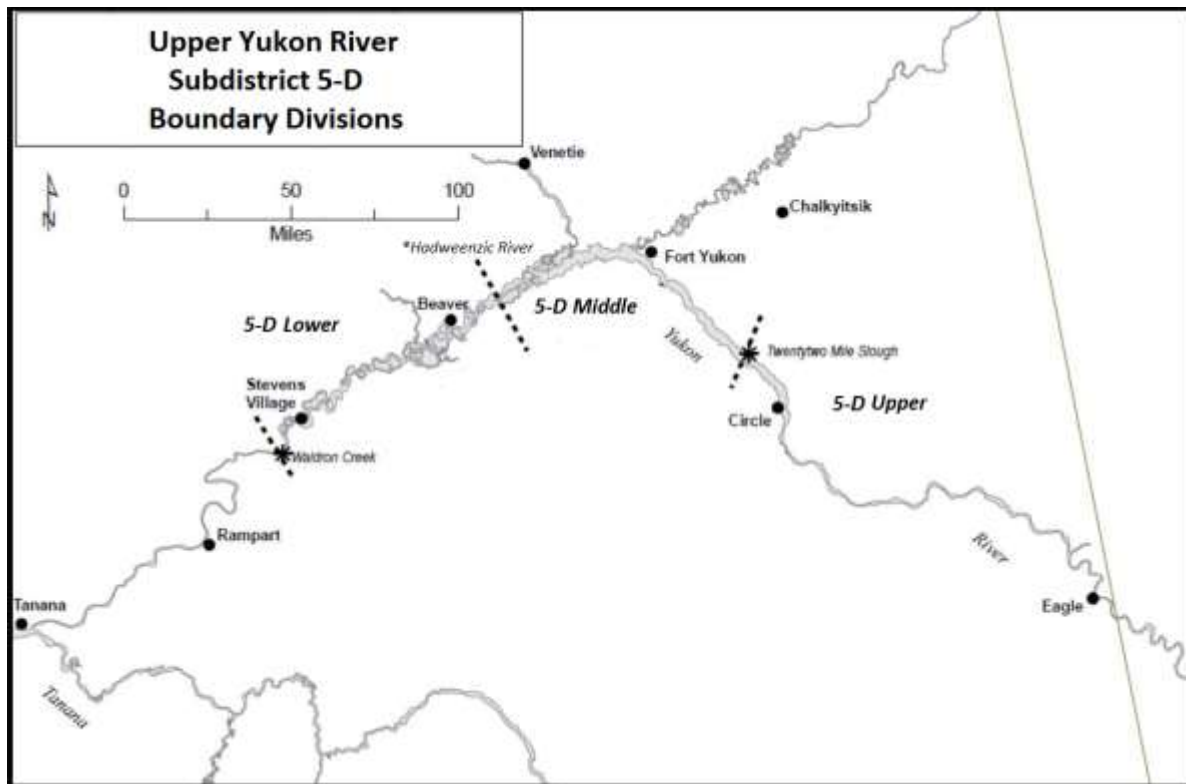 Upper Yukon River
Subdistrict 5-D
Boundary Divisions
Venetie
0 50 100
N
Miles
Chalkyitsik
*Hadweenzic River
Fort Yukon
5-D Middle
Beaver
5-D Lower
Yukon
Twentytwo Mile Slough
Stevens
Village
5-D Upper
Circle
Waldron Creek
Rampart
River
Tanana
Eagle
Tanana